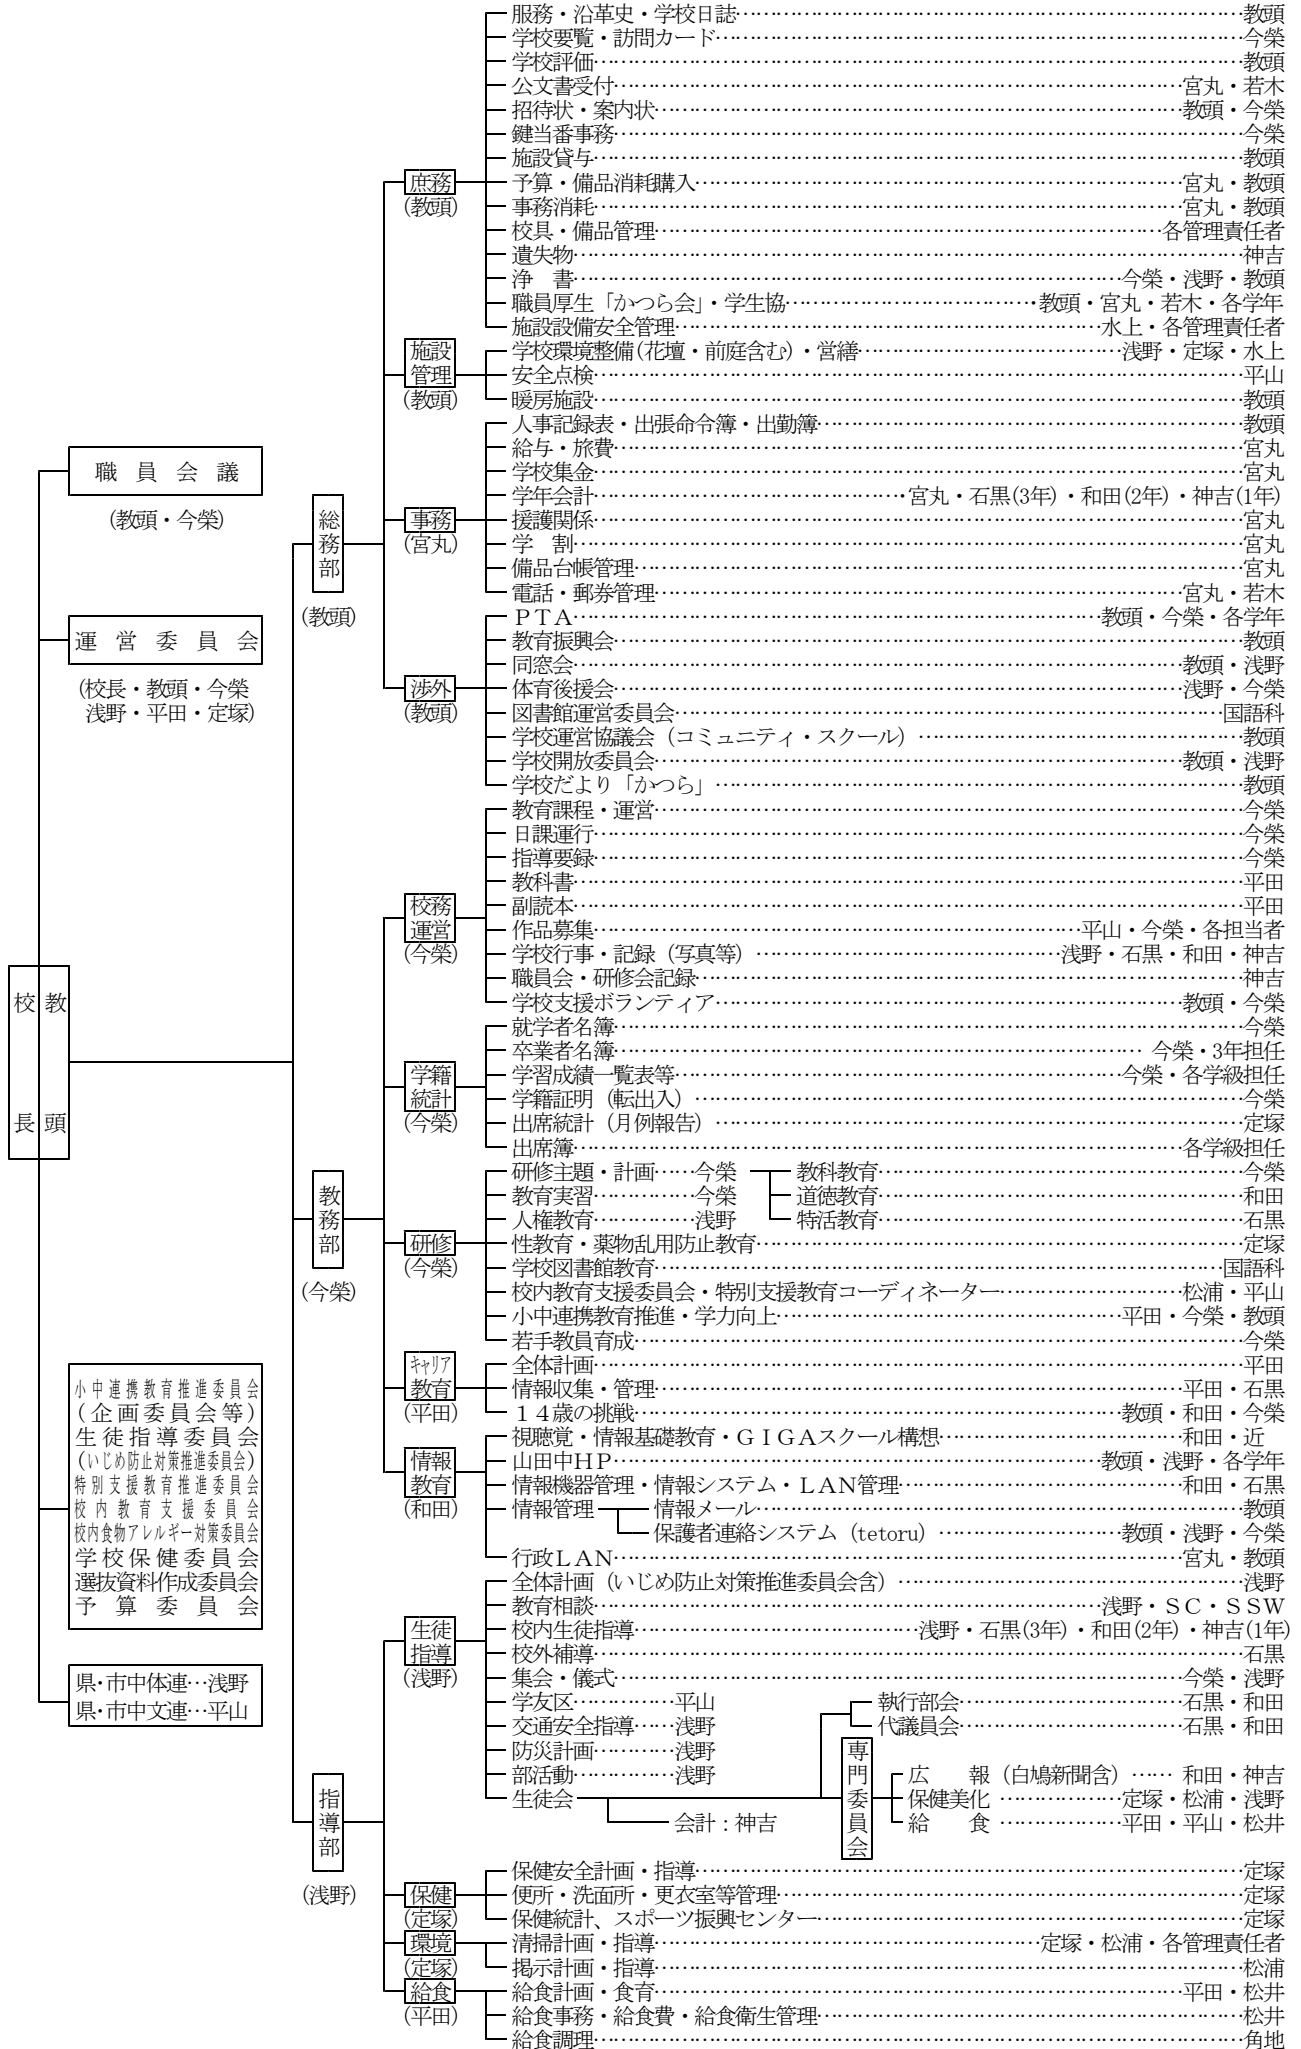 服務・沿革史・学校日誌……………………………教頭
学校要覧・訪問カード……………………………今榮
学校評価……………………………教頭
公文書受付……………………………宮丸・若木
招待状・案内状……………………………教頭・今榮
鍵当番事務……………………………今榮
施設貸与……………………………教頭
庶務
(教頭)
予算・備品消耗購入……………………………宮丸・教頭
事務消耗……………………………宮丸・教頭
校具・備品管理……………………………各管理責任者
遺失物……………………………神吉
浄　書……………………………今榮・浅野・教頭
職員厚生「かつら会」・学生協……………………………教頭・宮丸・若木・各学年
施設設備安全管理……………………………水上・各管理責任者
施設
管理
(教頭)
学校環境整備(花壇・前庭含む)・営繕……………………………浅野・定塚・水上
安全点検……………………………平山
暖房施設……………………………教頭
人事記録表・出張命令簿・出勤簿……………………………教頭
給与・旅費……………………………宮丸
学校集金……………………………宮丸
学年会計……………………………宮丸・石黒(3年)・和田(2年)・神吉(1年)
事務
(宮丸)
援護関係……………………………宮丸
学　割……………………………宮丸
備品台帳管理……………………………宮丸
電話・郵券管理……………………………宮丸・若木
職員会議
(教頭・今榮)
総務部
(教頭)
運営委員会
(校長・教頭・今榮
浅野・平田・定塚)
渉外
(教頭)
ＰＴＡ……………………………教頭・今榮・各学年
教育振興会……………………………教頭
同窓会……………………………教頭・浅野
体育後援会……………………………浅野・今榮
図書館運営委員会……………………………国語科
学校運営協議会（コミュニティ・スクール）……………………………教頭
学校開放委員会……………………………教頭・浅野
学校だより「かつら」……………………………教頭
校務
運営
(今榮)
教育課程・運営……………………………今榮
日課運行……………………………今榮
指導要録……………………………今榮
教科書……………………………平田
副読本……………………………平田
作品募集……………………………平山・今榮・各担当者
学校行事・記録（写真等）……………………………浅野・石黒・和田・神吉
職員会・研修会記録……………………………神吉
学校支援ボランティア……………………………教頭・今榮
校長
教頭
学籍
統計
(今榮)
就学者名簿……………………………今榮
卒業者名簿……………………………今榮・3年担任
学習成績一覧表等……………………………今榮・各学級担任
学籍証明（転出入）……………………………今榮
出席統計（月例報告）……………………………定塚
出席簿……………………………各学級担任
教務部
(今榮)
研修
(今榮)
研修主題・計画……今榮　教科教育……………………………今榮
教育実習……………今榮　道徳教育……………………………和田
人権教育……………浅野　特活教育……………………………石黒
性教育・薬物乱用防止教育……………………………定塚
学校図書館教育……………………………国語科
校内教育支援委員会・特別支援教育コーディネーター………………松浦・平山
小中連携教育推進・学力向上……………………………平田・今榮・教頭
若手教員育成……………………………今榮
キャリア
教育
(平田)
全体計画……………………………平田
情報収集・管理……………………………平田・石黒
１４歳の挑戦……………………………教頭・和田・今榮
情報
教育
(和田)
視聴覚・情報基礎教育・ＧＩＧＡスクール構想……………………和田・近
山田中ＨＰ……………………………教頭・浅野・各学年
情報機器管理・情報システム・ＬＡＮ管理……………………………和田・石黒
情報管理　情報メール……………………………教頭
保護者連絡システム（tetoru）………………教頭・浅野・今榮
行政ＬＡＮ……………………………宮丸・教頭
小中連携教育推進委員会
(企画委員会等)
生徒指導委員会
(いじめ防止対策推進委員会)
特別支援教育推進委員会
校内教育支援委員会
校内食物アレルギー対策委員会
学校保健委員会
選抜資料作成委員会
予算委員会
県・市中体連…浅野
県・市中文連…平山
指導部
(浅野)
生徒
指導
(浅野)
全体計画（いじめ防止対策推進委員会含）……………………………浅野
教育相談……………………………浅野・ＳＣ・ＳＳＷ
校内生徒指導……………………………浅野・石黒(3年)・和田(2年)・神吉(1年)
校外補導……………………………石黒
集会・儀式……………………………今榮・浅野
学友区……………平山
交通安全指導……浅野
防災計画…………浅野
部活動……………浅野
生徒会
会計：神吉
執行部会……………………石黒・和田
代議員会……………………石黒・和田
専門委員会
広　　報（白鳩新聞含）……和田・神吉
保健美化………………定塚・松浦・浅野
給　　食………………平田・平山・松井
保健
(定塚)
保健安全計画・指導……………………………定塚
便所・洗面所・更衣室等管理……………………………定塚
保健統計、スポーツ振興センター……………………………定塚
環境
(定塚)
清掃計画・指導……………………………定塚・松浦・各管理責任者
掲示計画・指導……………………………松浦
給食
(平田)
給食計画・食育……………………………平田・松井
給食事務・給食費・給食衛生管理……………………………松井
給食調理……………………………角地